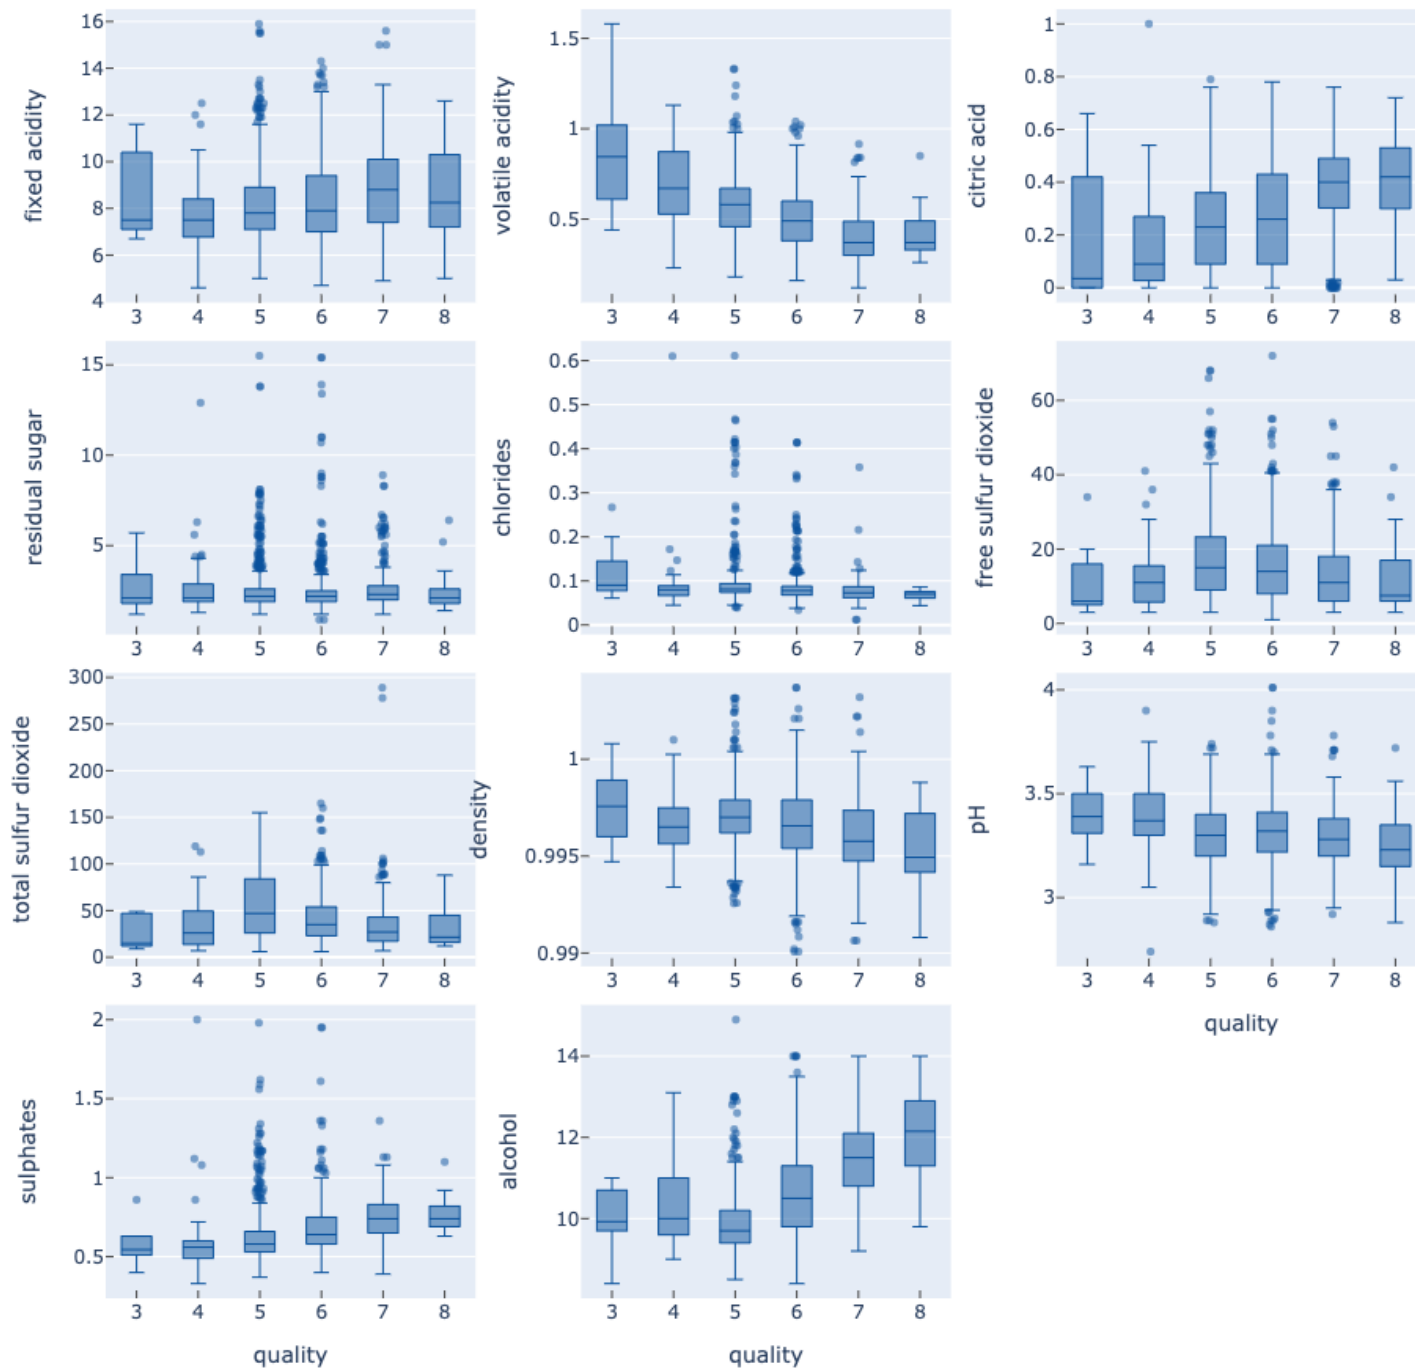 fixed acidity
16
14
12
10
8
6
4
3 4 5 6 7 8
volatile acidity
1.5
1
0.5
3 4 5 6 7 8
citric acid
1
0.8
0.6
0.4
0.2
0
3 4 5 6 7 8
residual sugar
15
10
5
3 4 5 6 7 8
chlorides
0.6
0.5
0.4
0.3
0.2
0.1
0
3 4 5 6 7 8
free sulfur dioxide
60
40
20
0
3 4 5 6 7 8
total sulfur dioxide
300
250
200
150
100
50
0
3 4 5 6 7 8
density
1
0.995
0.99
3 4 5 6 7 8
pH
4
3.5
3
3 4 5 6 7 8
quality
sulphates
2
1.5
1
0.5
3 4 5 6 7 8
quality
alcohol
14
12
10
3 4 5 6 7 8
quality